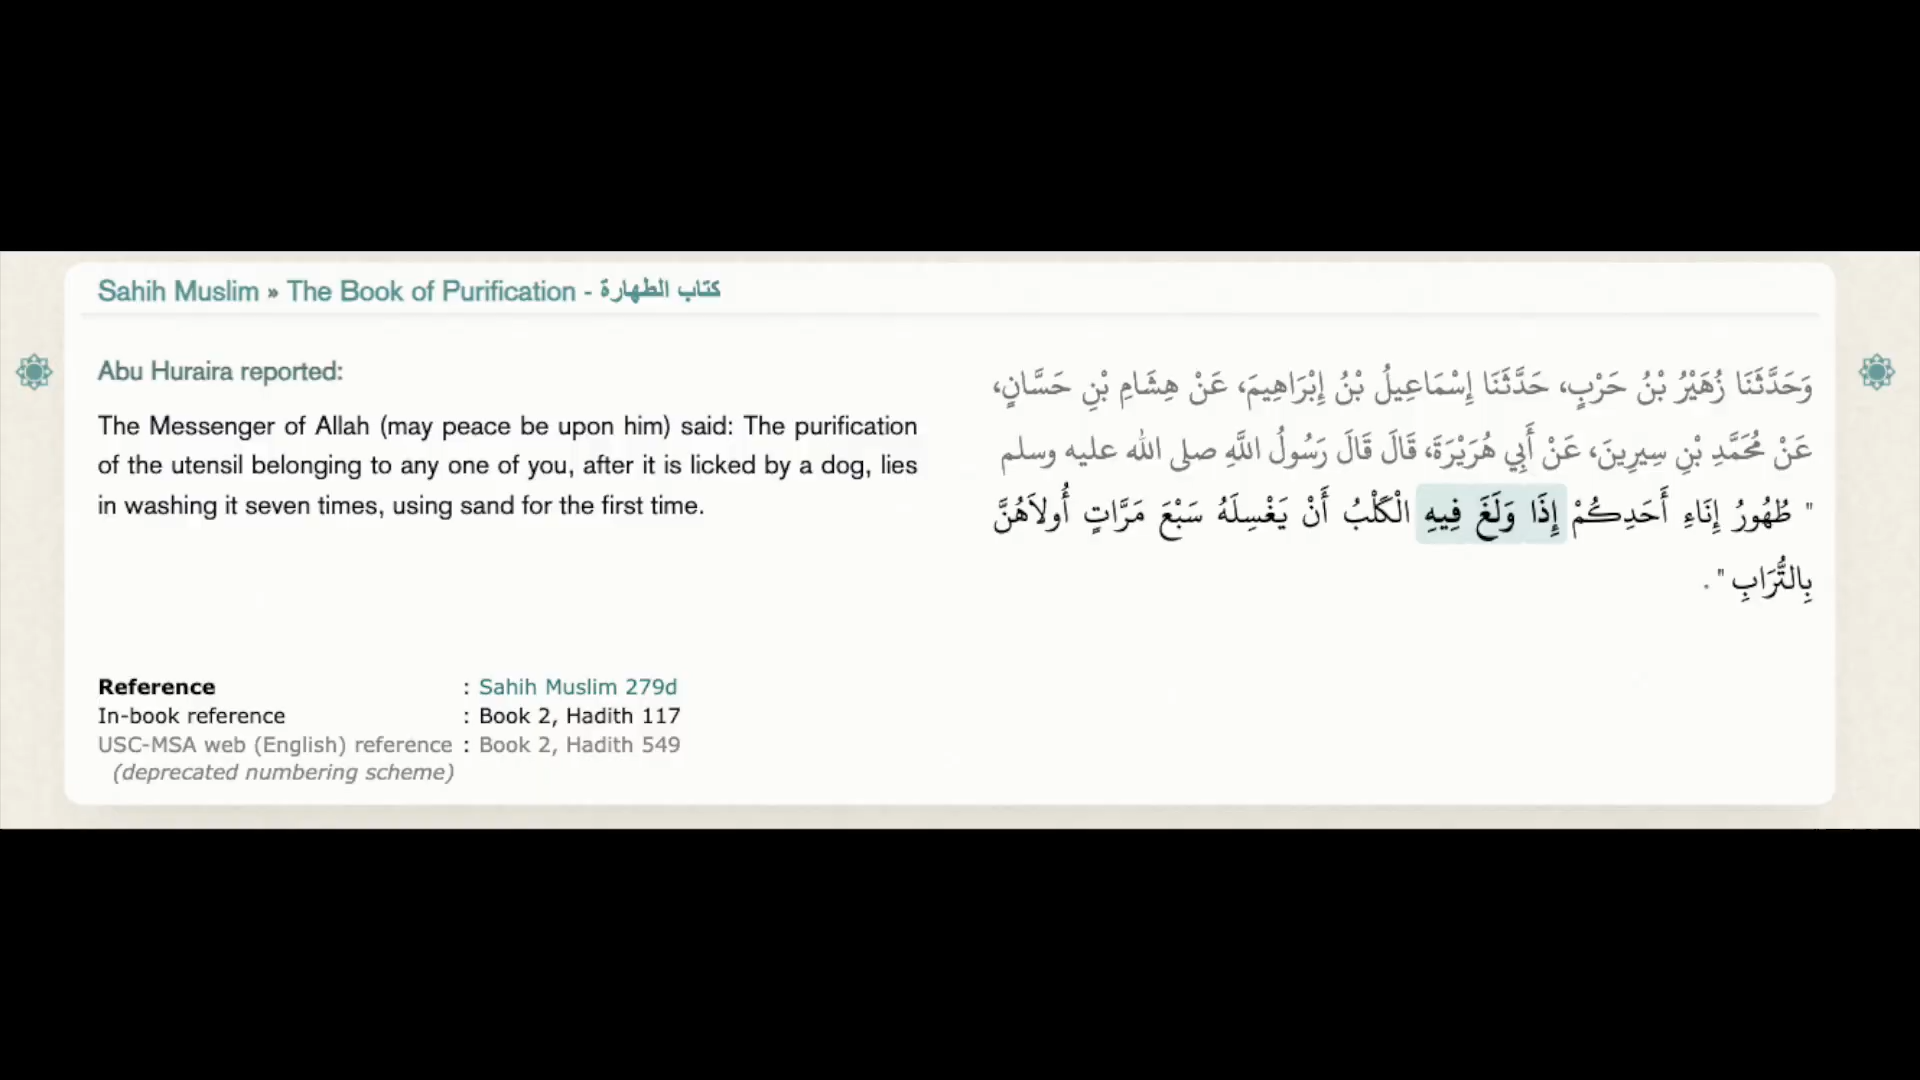 Sahih Muslim » The Book of Purification - كتاب الطهارة
Abu Huraira reported:
The Messenger of Allah (may peace be upon him) said: The purification
of the utensil belonging to any one of you, after it is licked by a dog, lies
in washing it seven times, using sand for the first time.
وَحَدَّثَنَا زُهَيْرُ بْنُ حَرْبٍ، حَدَّثَنَا إِسْمَاعِيلُ بْنُ إِبْرَاهِيمَ، عَنْ هِشَامِ بْنِ حَسَّانٍ،
عَنْ مُحَمَّدِ بْنِ سِيرِينَ، عَنْ أَبِي هُرَيْرَةَ، قَالَ قَالَ رَسُولُ اللَّهِ صلى الله عليه وسلم
" طُهُورُ إِنَاءِ أَحَدِكُمْ إِذَا وَلَغَ فِيهِ الْكَلْبُ أَنْ يَغْسِلَهُ سَبْعَ مَرَّاتٍ أُولاَهُنَّ
بِالتُّرَابِ " .
Reference : Sahih Muslim 279d
In-book reference : Book 2, Hadith 117
USC-MSA web (English) reference : Book 2, Hadith 549
(deprecated numbering scheme)